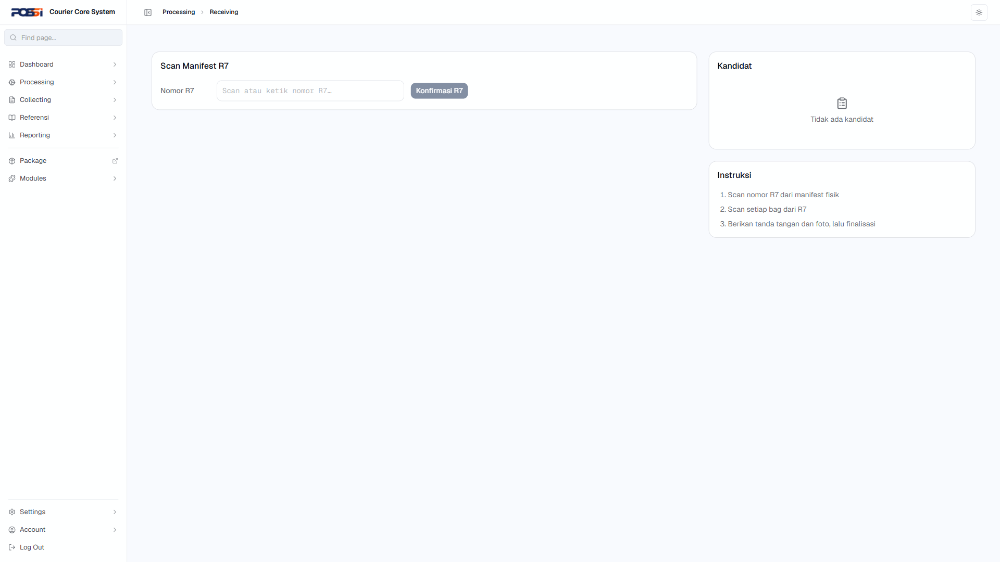 POSSi Courier Core System
Processing
Receiving
Find page...
Dashboard
Processing
Collecting
Referensi
Reporting
Package
Modules
Scan Manifest R7
Nomor R7
Scan atau ketik nomor R7…
Konfirmasi R7
Kandidat
Tidak ada kandidat
Instruksi
1. Scan nomor R7 dari manifest fisik
2. Scan setiap bag dari R7
3. Berikan tanda tangan dan foto, lalu finalisasi
Settings
Account
Log Out